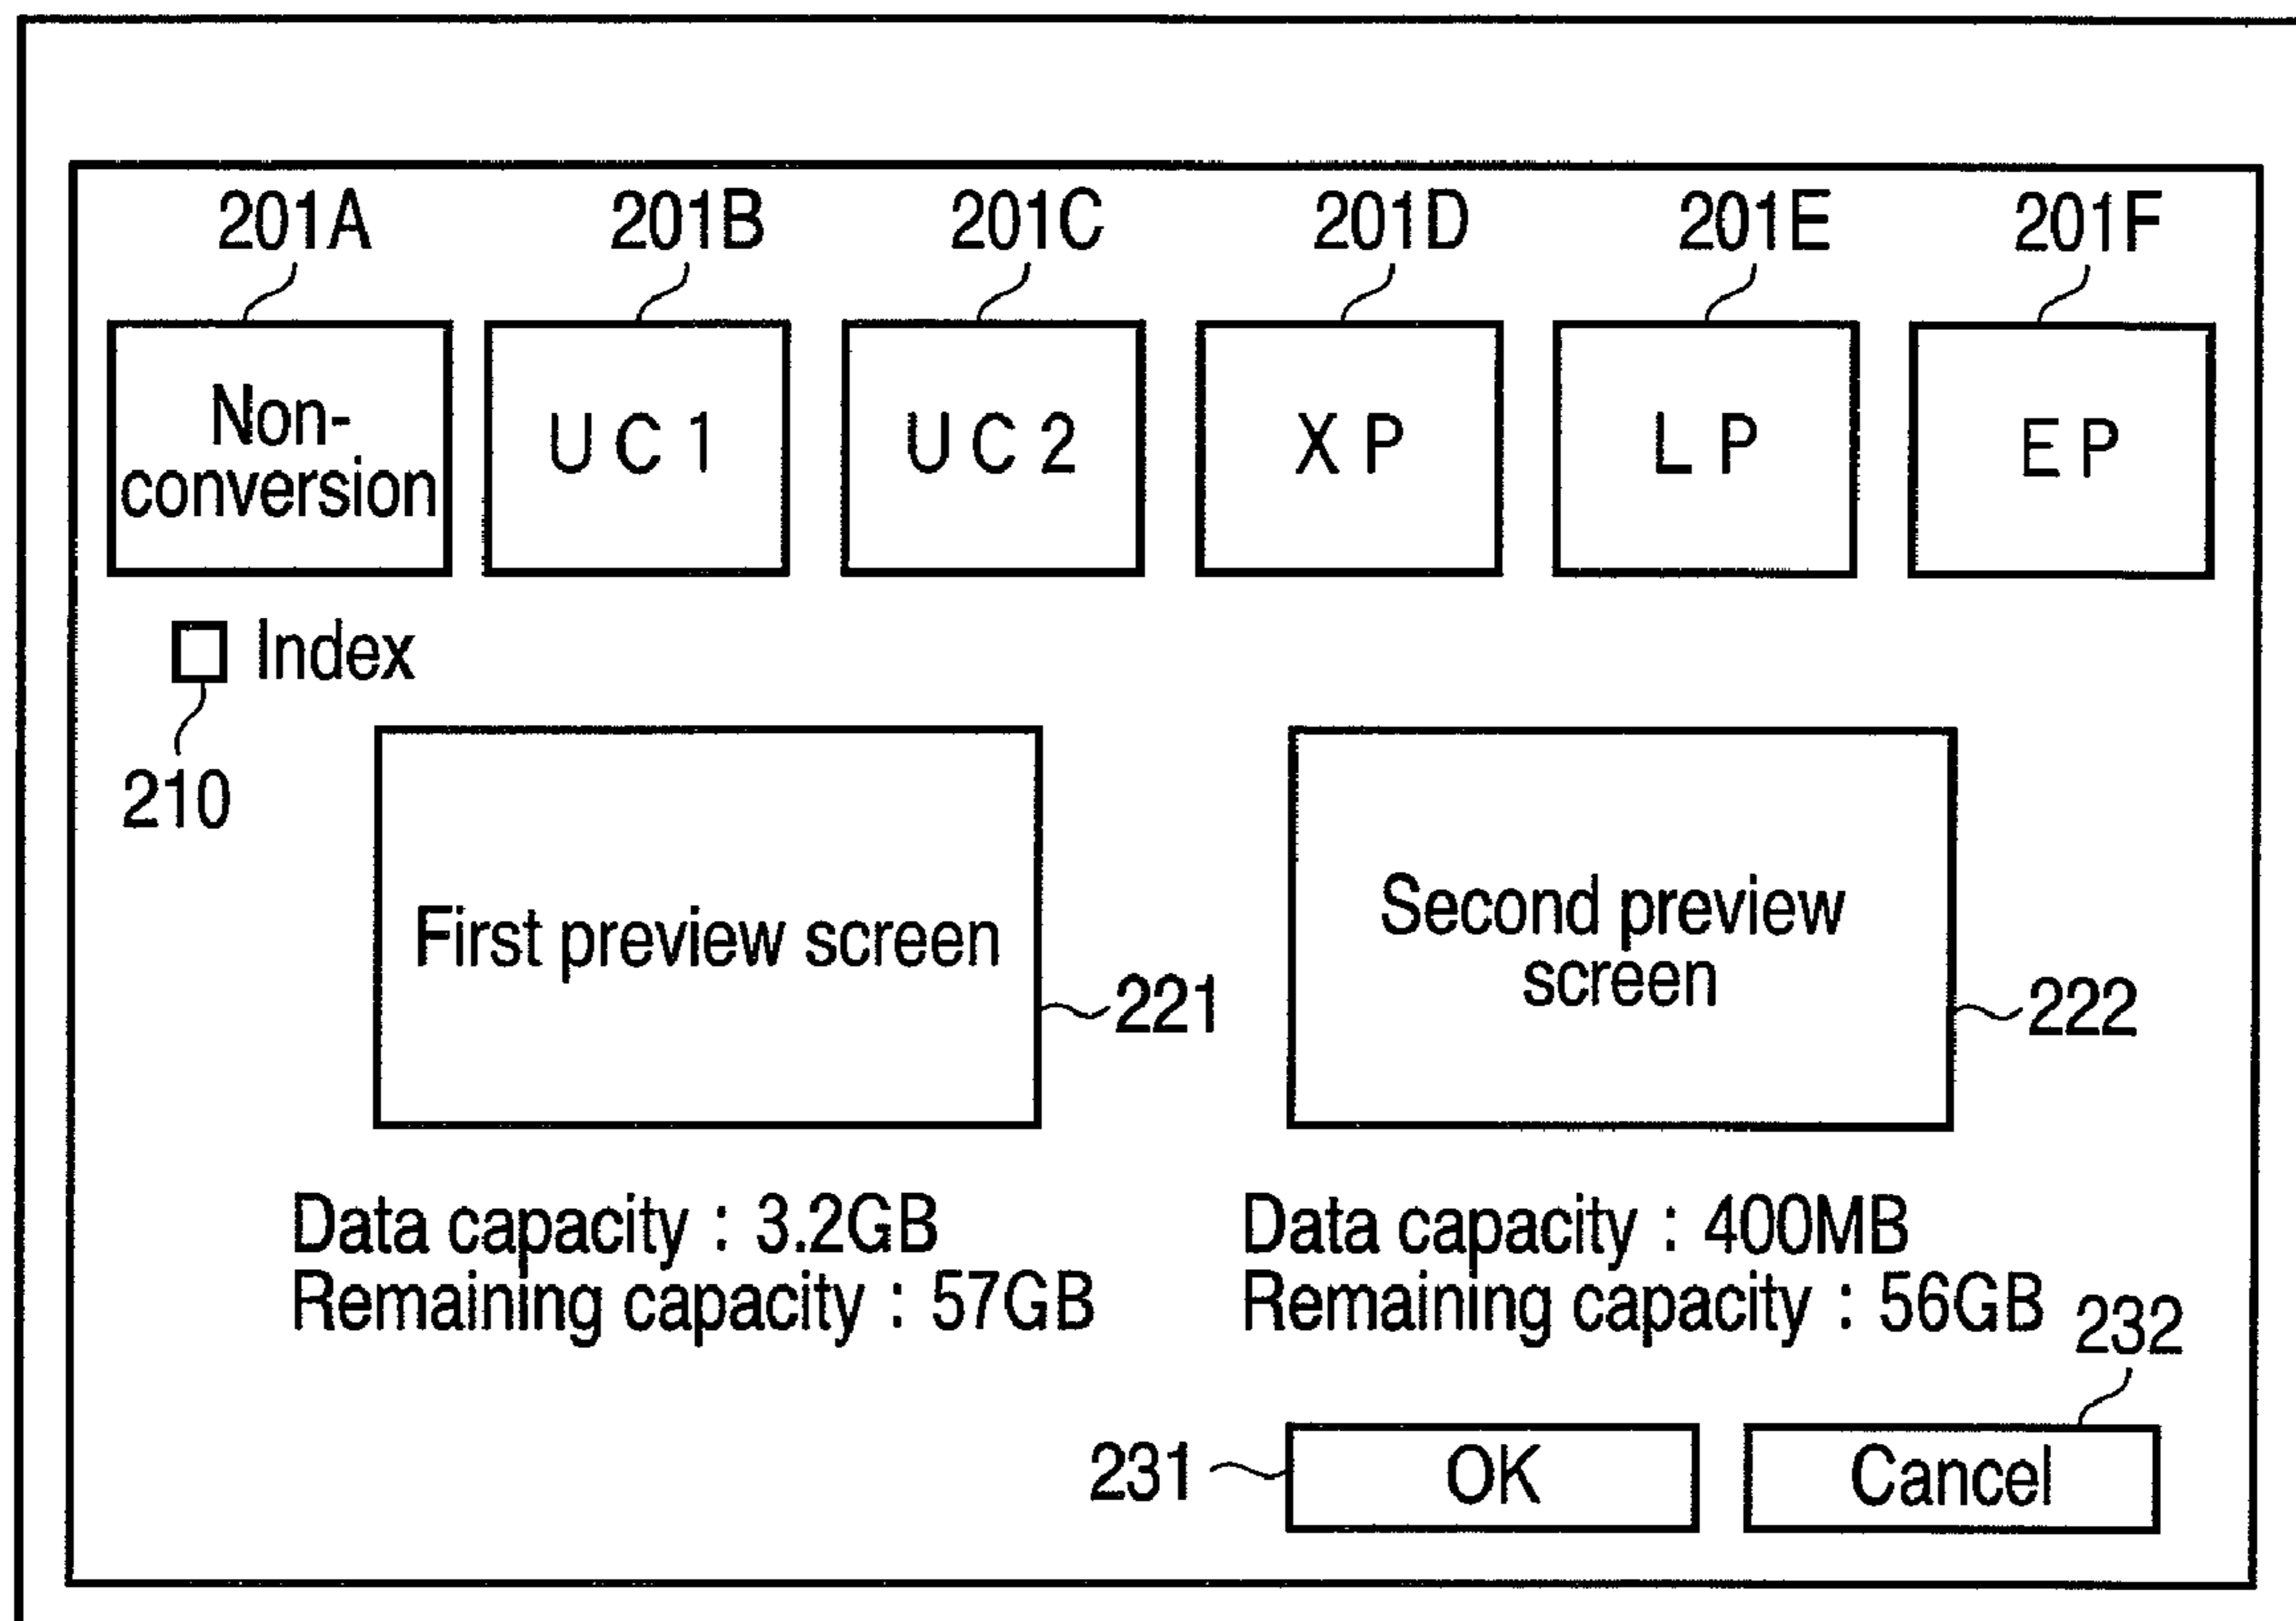 201A 201B 201C 201D 201E 201F
Non-
conversion
U C 1
U C 2
X P
L P
E P
Index
210
First preview screen
221
Second preview
screen
222
Data capacity : 3.2GB
Remaining capacity : 57GB
Data capacity : 400MB
Remaining capacity : 56GB
232
231
OK
Cancel